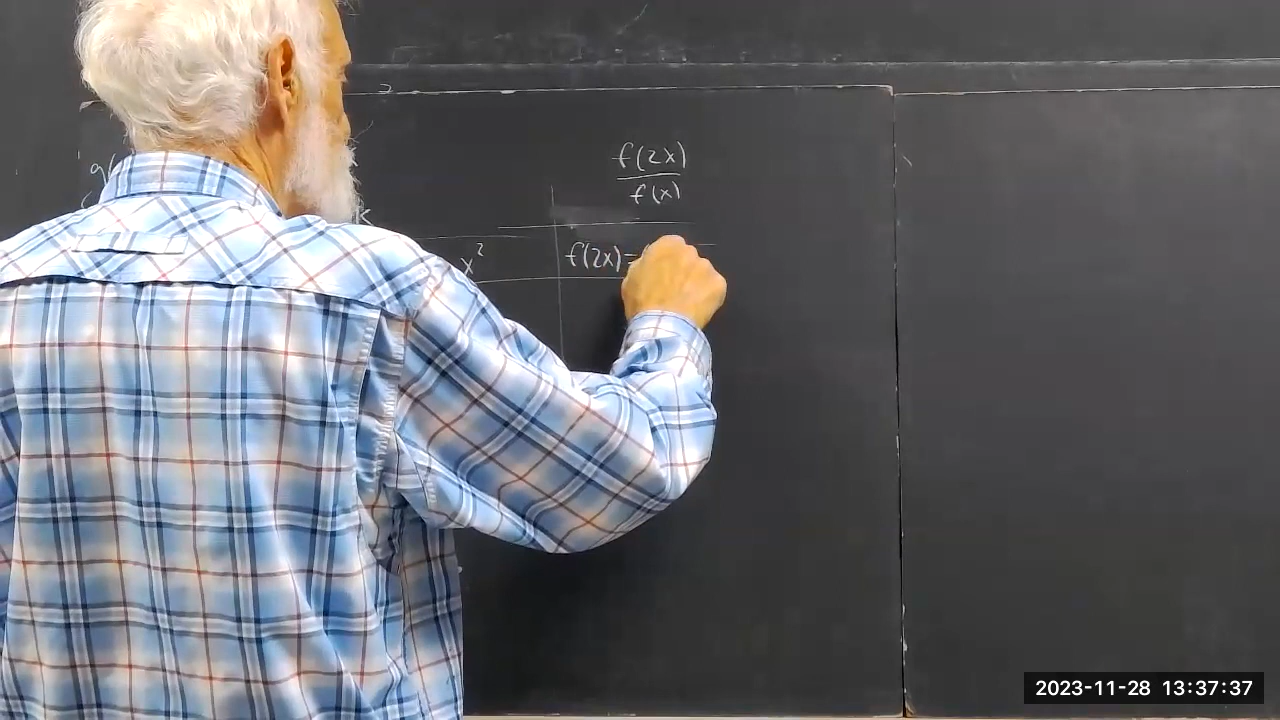 f(2x)
f(x)
x²
f(2x)=
2023-11-28 13:37:37